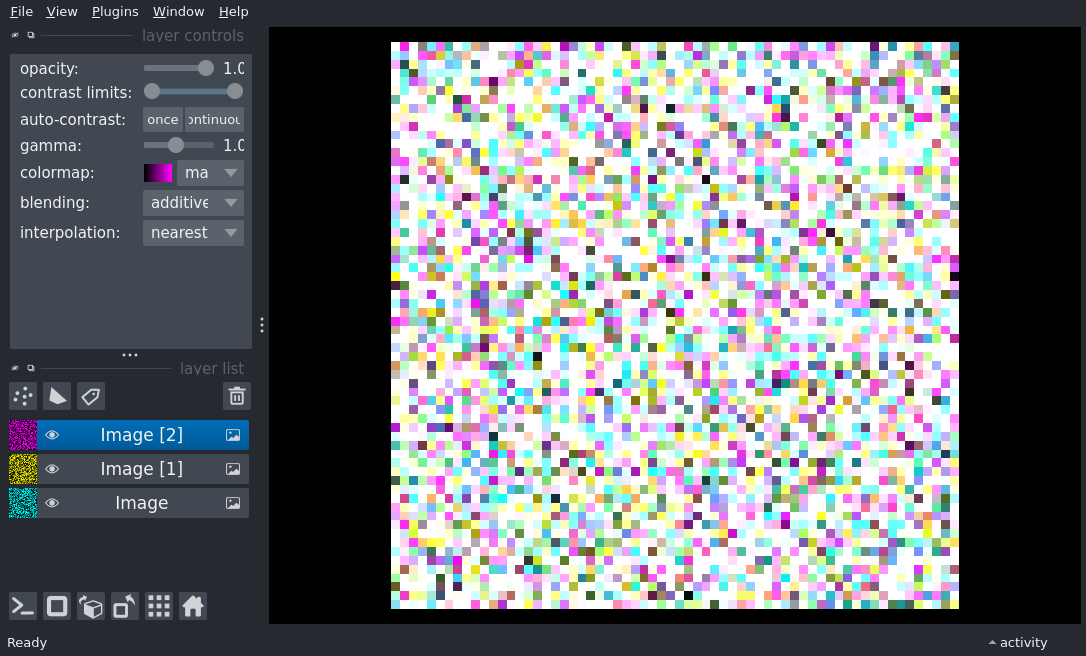 File View Plugins Window Help
layer controls
opacity: 1.0
contrast limits:
auto-contrast: once ontinuou
gamma: 1.0
colormap: ma
blending: additive
interpolation: nearest
layer list
Image [2]
Image [1]
Image
Ready activity